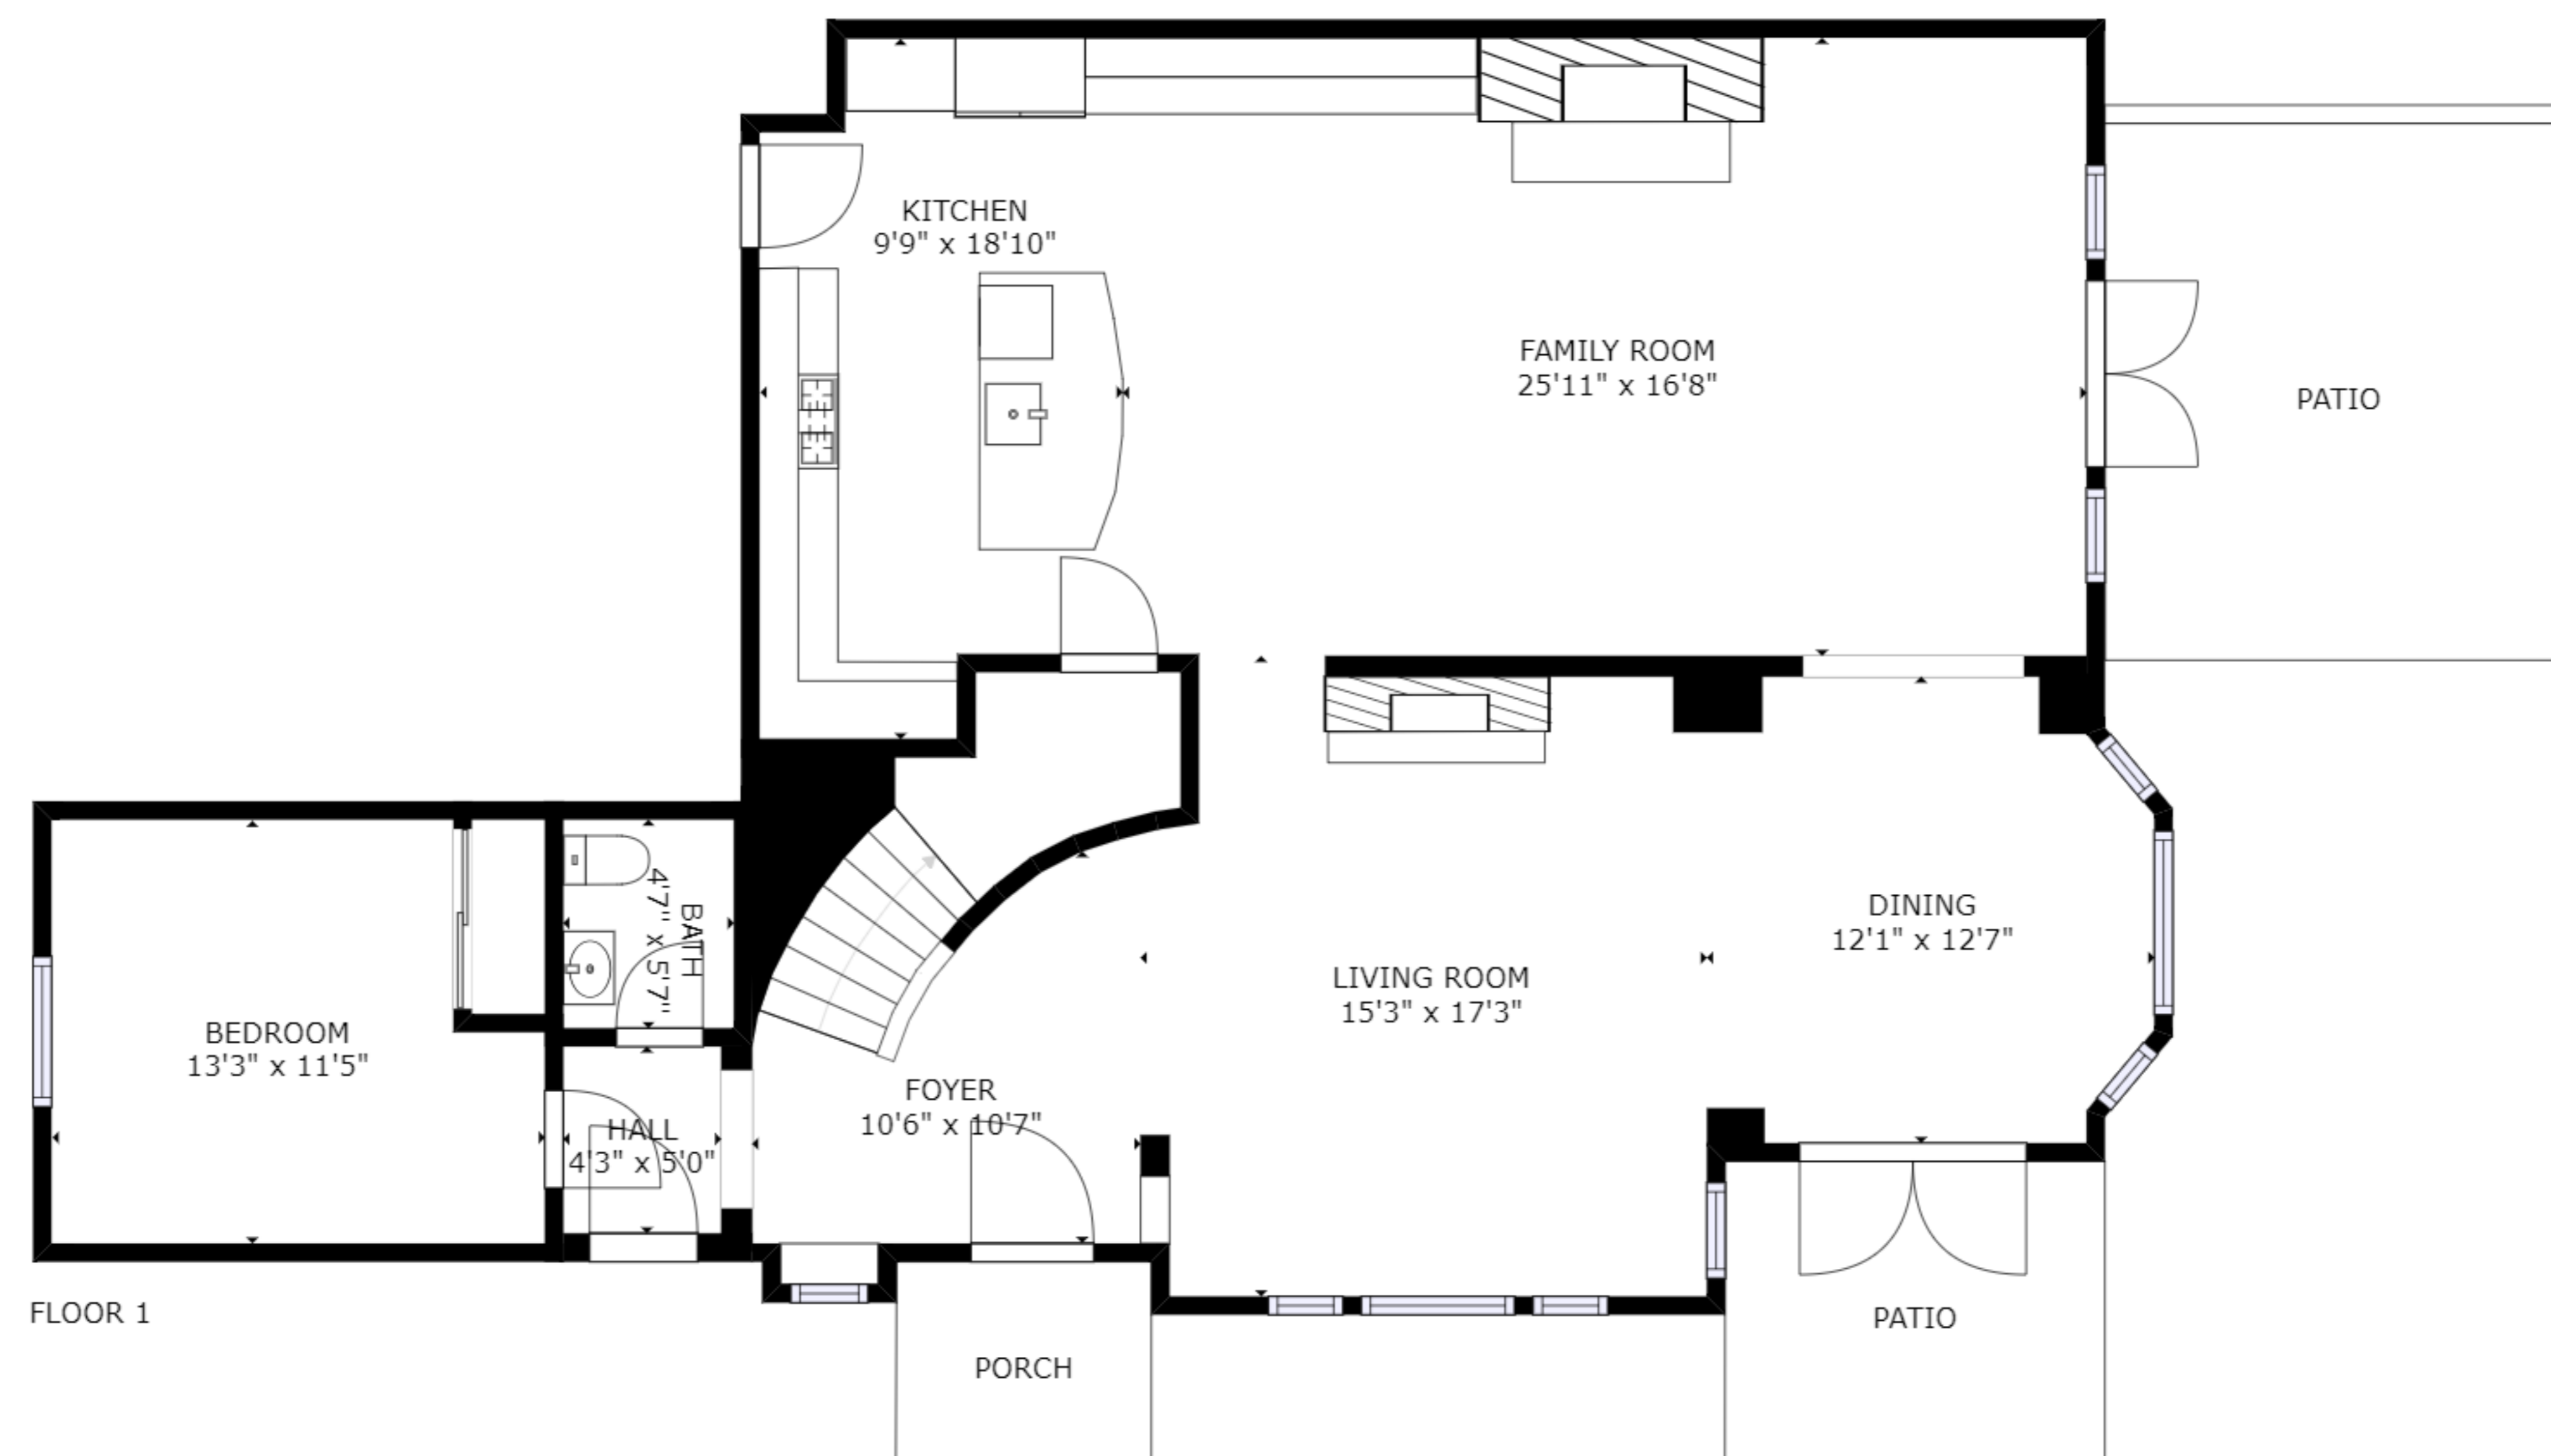 KITCHEN
9'9" x 18'10"
FAMILY ROOM
25'11" x 16'8"
PATIO
BATH
4'7" x 5'7"
DINING
12'1" x 12'7"
LIVING ROOM
15'3" x 17'3"
BEDROOM
13'3" x 11'5"
FOYER
10'6" x 10'7"
HALL
4'3" x 5'0"
FLOOR 1
PATIO
PORCH